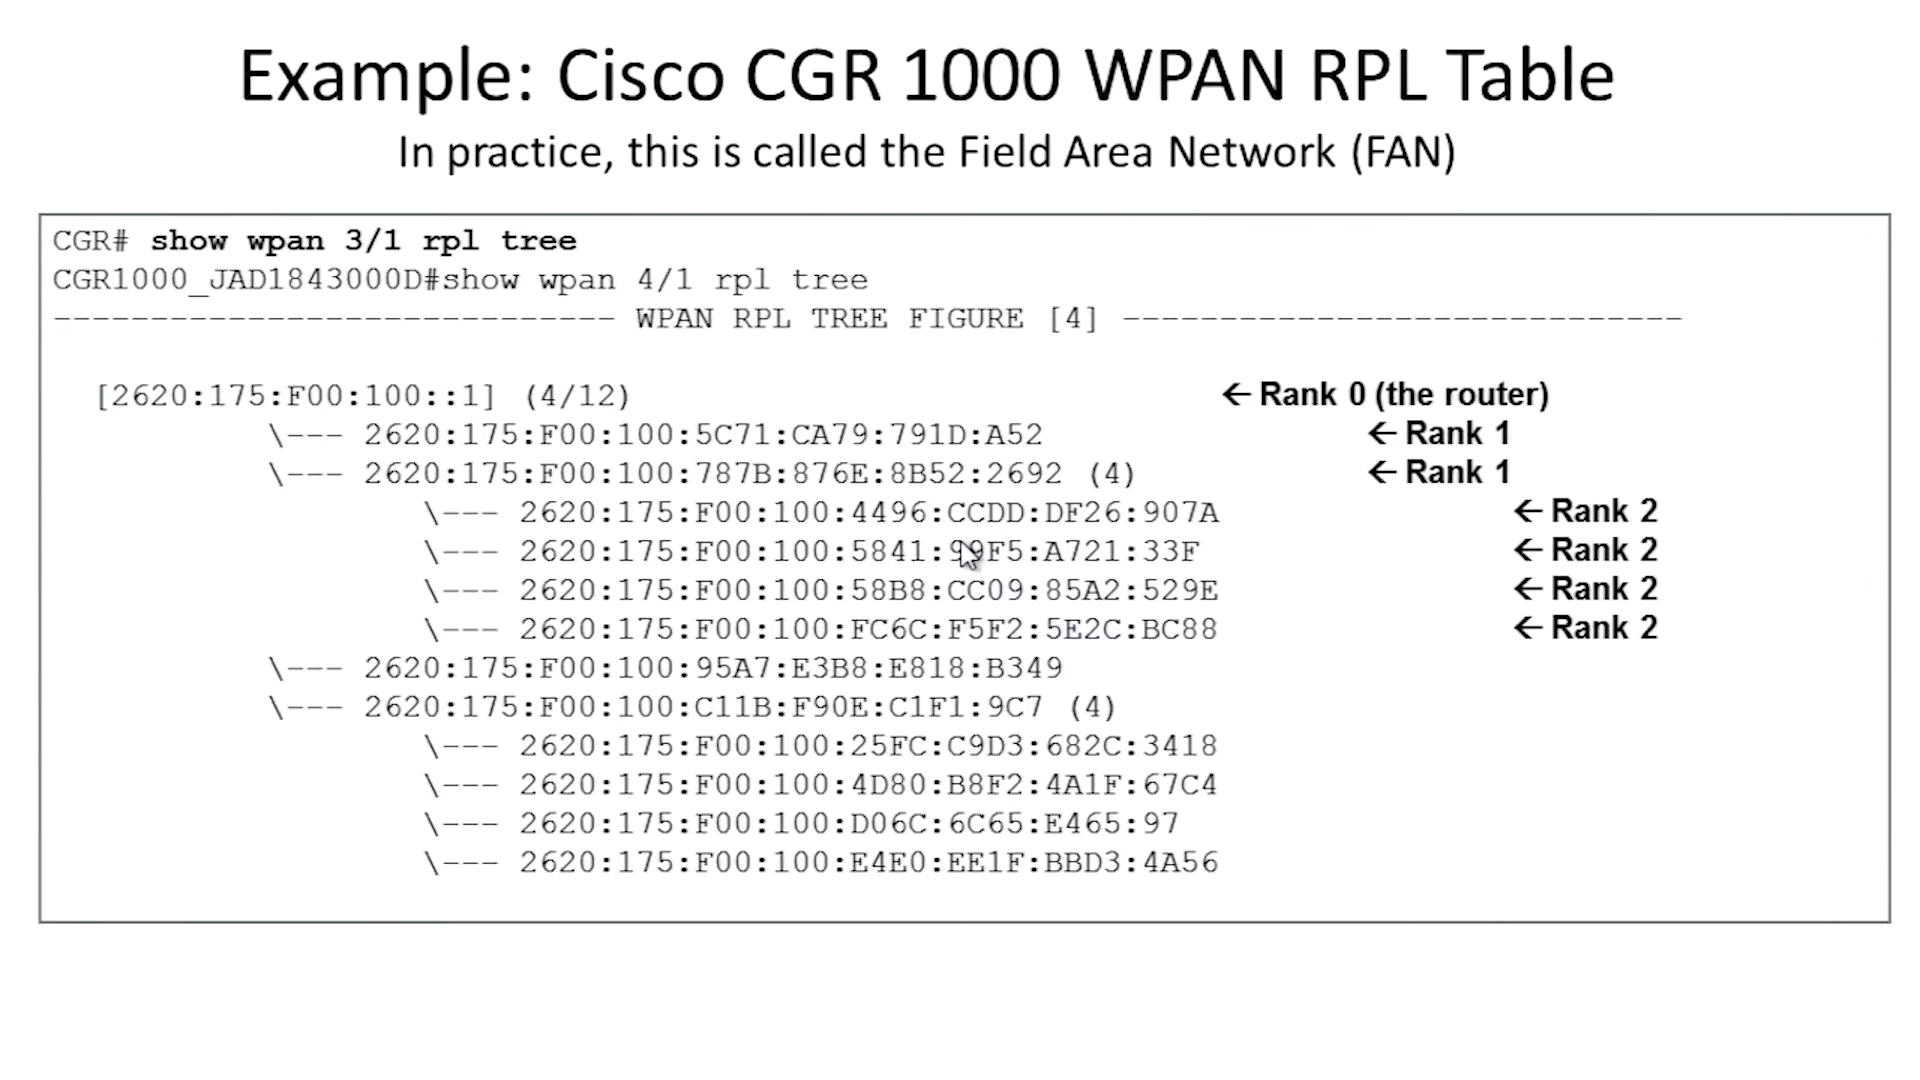 Example: Cisco CGR 1000 WPAN RPL Table
In practice, this is called the Field Area Network (FAN)
CGR# show wpan 3/1 rpl tree
CGR1000_JAD1843000D#show wpan 4/1 rpl tree
----------------------------- WPAN RPL TREE FIGURE [4] -----------------------------
[2620:175:F00:100::1] (4/12) ← Rank 0 (the router)
\--- 2620:175:F00:100:5C71:CA79:791D:A52 ← Rank 1
\--- 2620:175:F00:100:787B:876E:8B52:2692 (4) ← Rank 1
\--- 2620:175:F00:100:4496:CCDD:DF26:907A ← Rank 2
\--- 2620:175:F00:100:5841:99F5:A721:33F ← Rank 2
\--- 2620:175:F00:100:58B8:CC09:85A2:529E ← Rank 2
\--- 2620:175:F00:100:FC6C:F5F2:5E2C:BC88 ← Rank 2
\--- 2620:175:F00:100:95A7:E3B8:E818:B349
\--- 2620:175:F00:100:C11B:F90E:C1F1:9C7 (4)
\--- 2620:175:F00:100:25FC:C9D3:682C:3418
\--- 2620:175:F00:100:4D80:B8F2:4A1F:67C4
\--- 2620:175:F00:100:D06C:6C65:E465:97
\--- 2620:175:F00:100:E4E0:EE1F:BBD3:4A56